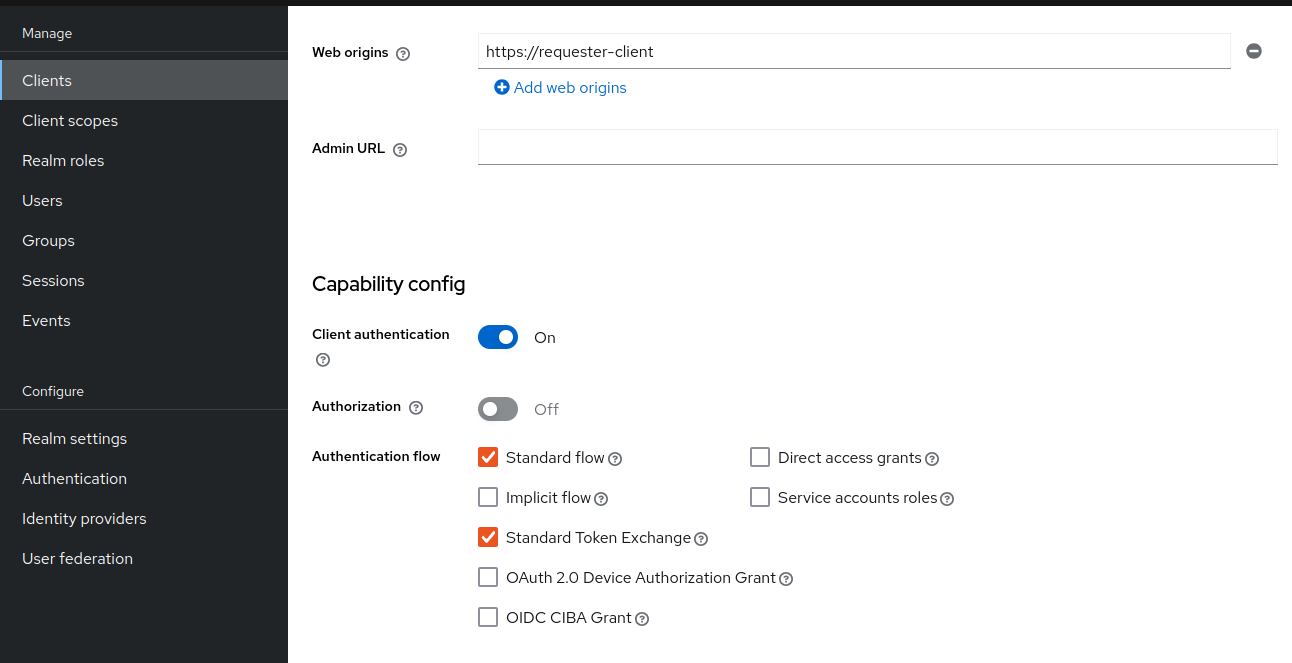 Manage
Clients
Client scopes
Realm roles
Users
Groups
Sessions
Events
Configure
Realm settings
Authentication
Identity providers
User federation
Web origins
https://requester-client
Add web origins
Admin URL
Capability config
Client authentication
On
Authorization
Off
Authentication flow
Standard flow
Direct access grants
Implicit flow
Service accounts roles
Standard Token Exchange
OAuth 2.0 Device Authorization Grant
OIDC CIBA Grant